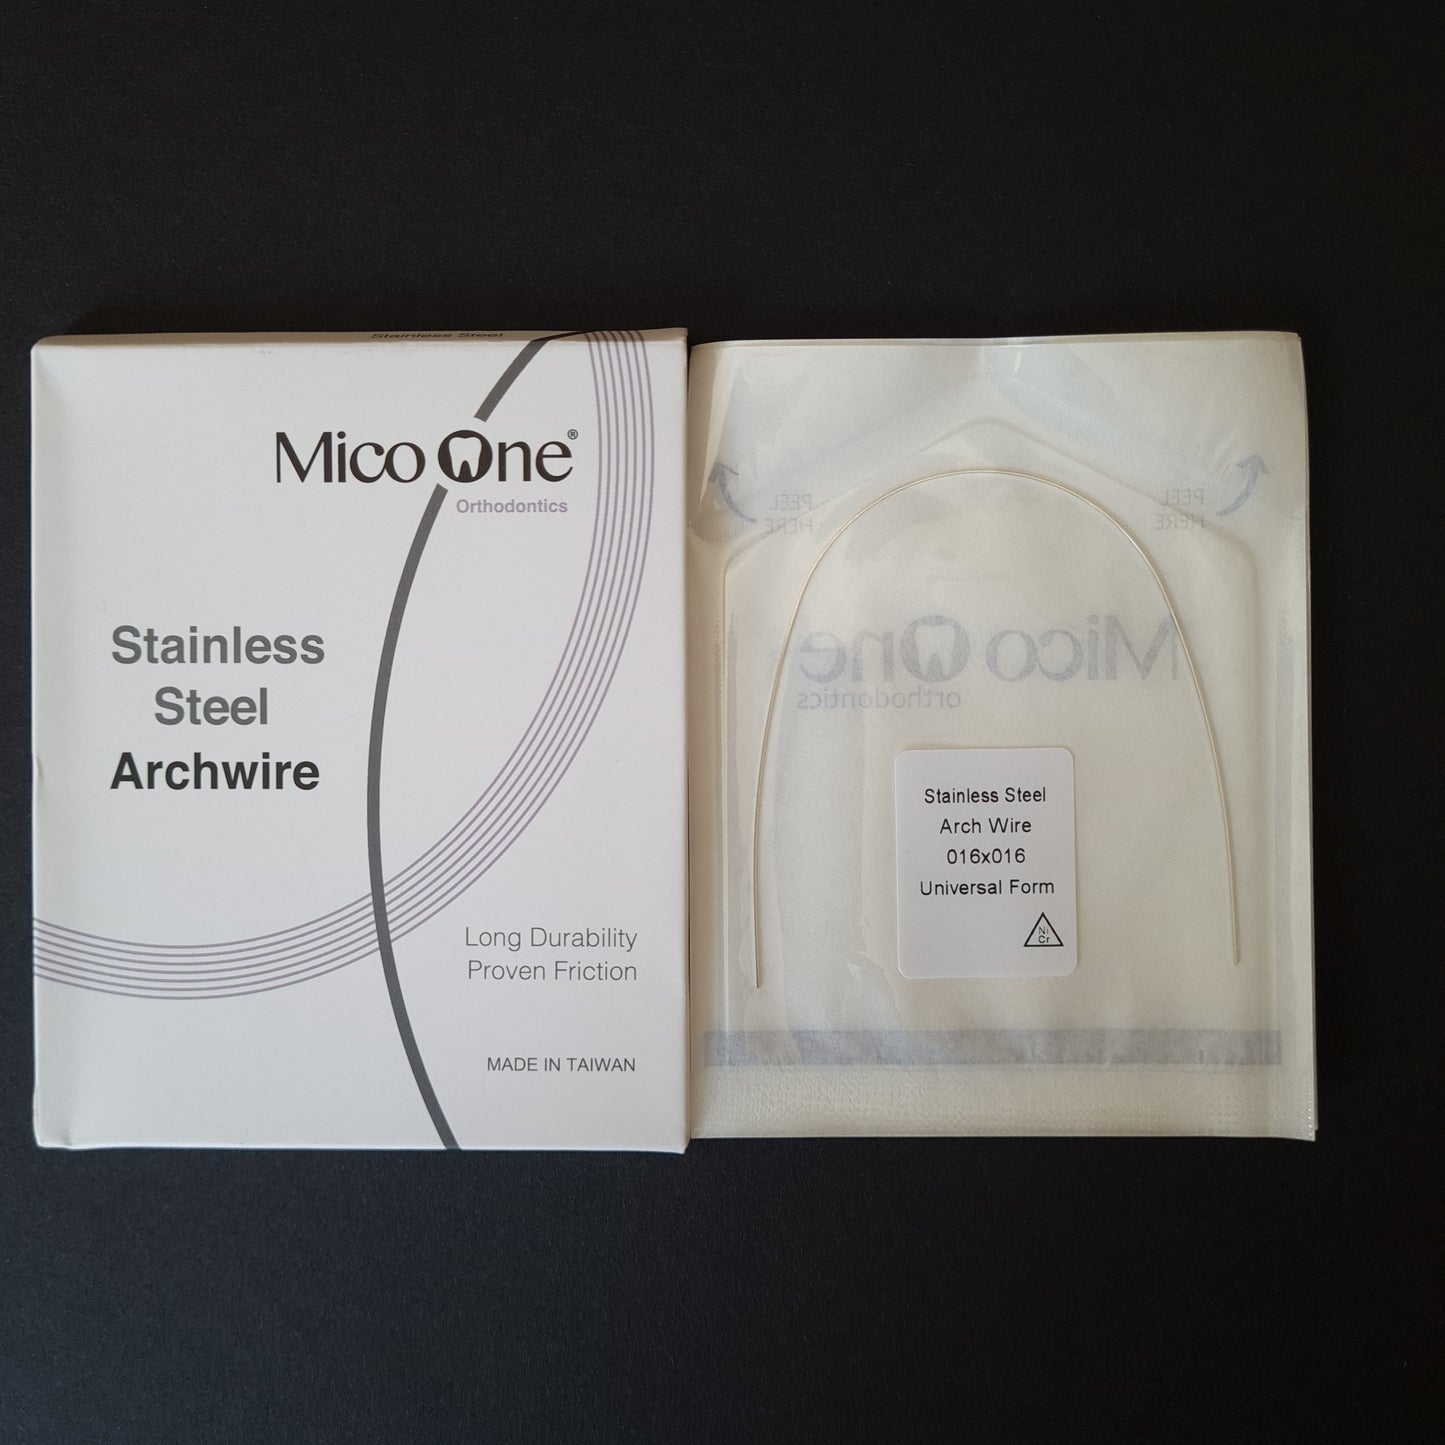 Stainless Steel
Mico One®
Orthodontics
Stainless
Steel
Archwire
Long Durability
Proven Friction
MADE IN TAIWAN
PEEL
HERE
PEEL
HERE
Mico One
orthodontics
Stainless Steel
Arch Wire
016x016
Universal Form
Ni
Cr